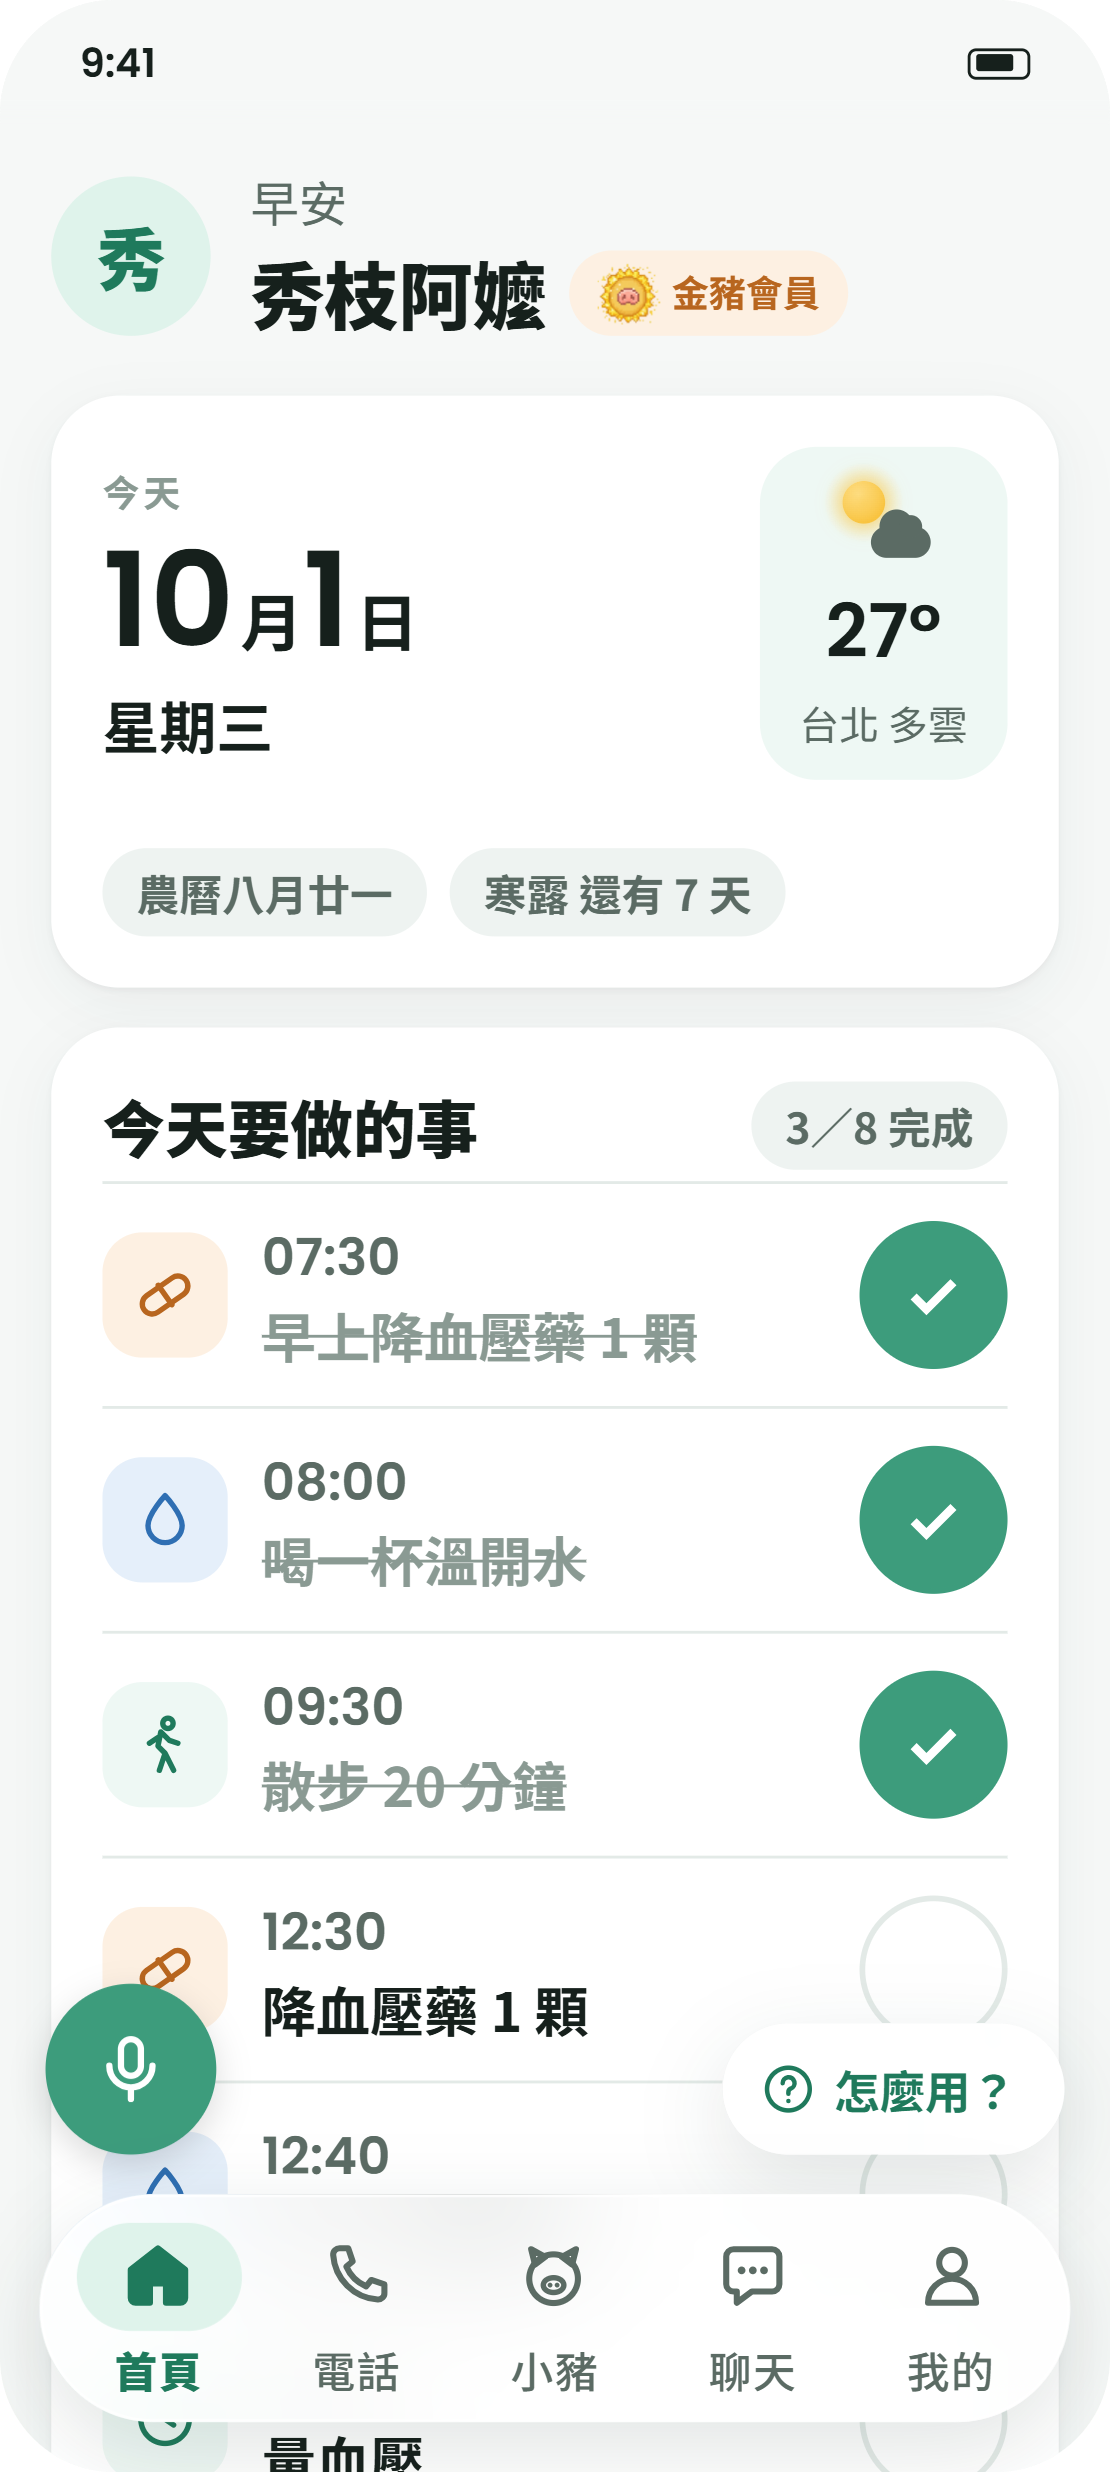 9:41
秀
早安
秀枝阿嬤
金豬會員
今天
10月1日
星期三
27°
台北 多雲
農曆八月廿一
寒露 還有 7 天
今天要做的事
3／8 完成
07:30
早上降血壓藥 1 顆
08:00
喝一杯溫開水
09:30
散步 20 分鐘
12:30
降血壓藥 1 顆
怎麼用？
12:40
首頁
電話
小豬
聊天
我的
量血壓